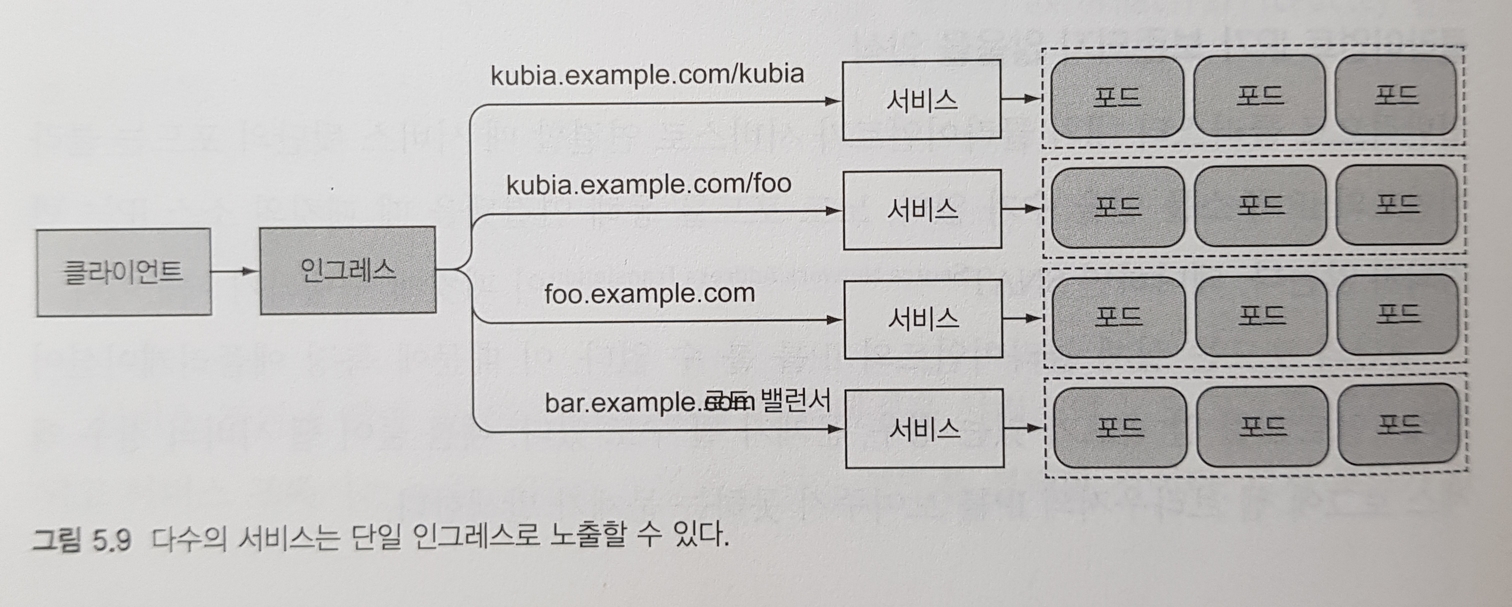 kubia.example.com/kubia
서비스
포드 포드 포드
kubia.example.com/foo
서비스
포드 포드 포드
클라이언트
인그레스
foo.example.com
서비스
포드 포드 포드
bar.example.com
로드 밸런서
서비스
포드 포드 포드
그림 5.9 다수의 서비스는 단일 인그레스로 노출할 수 있다.